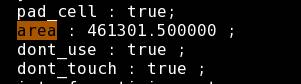 pad_cell : true;
area : 461301.500000 ;
dont_use : true ;
dont_touch : true ;